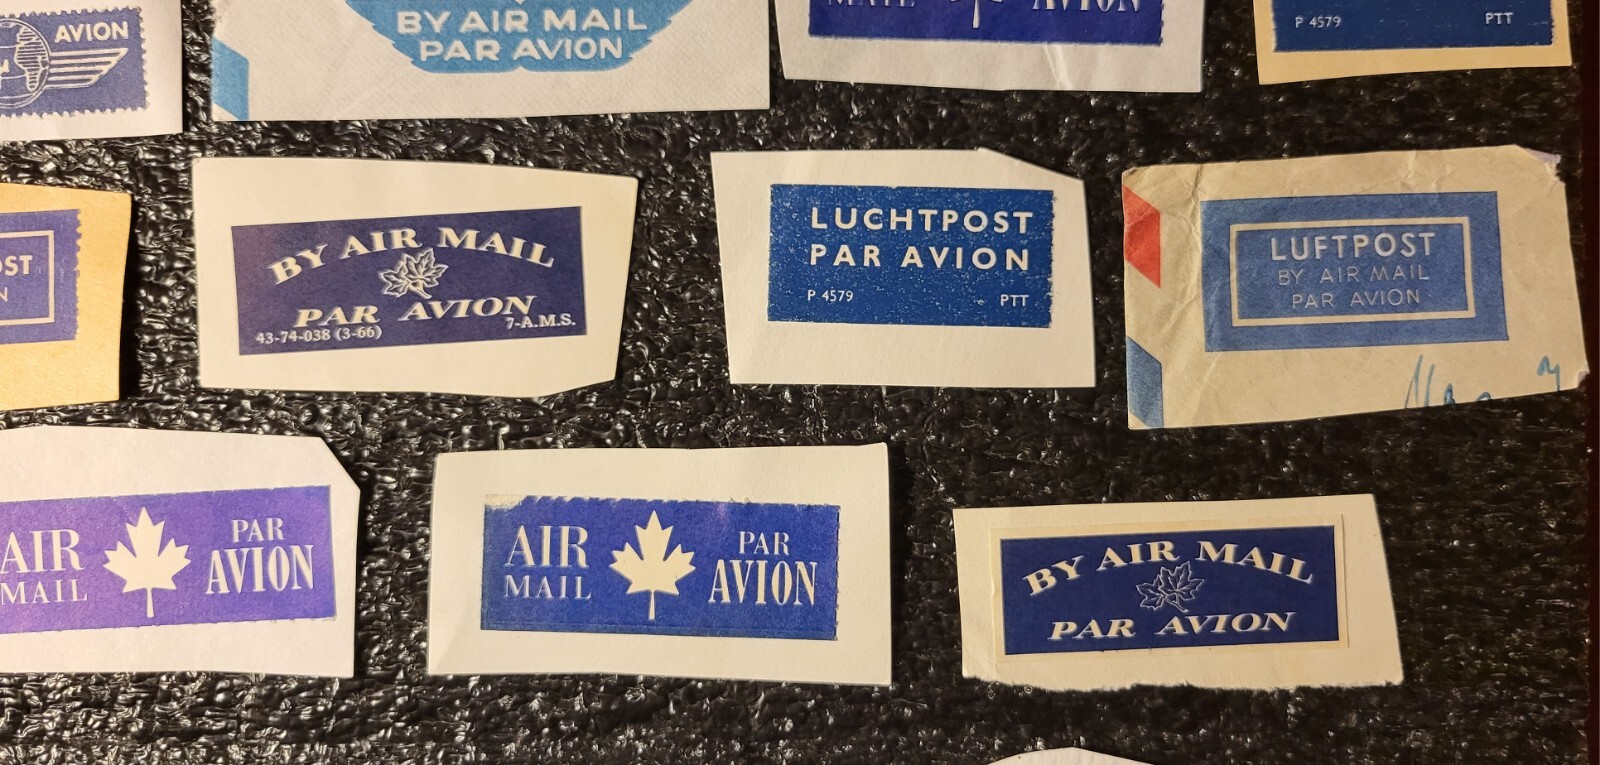 AVION
BY AIR MAIL
PAR AVION
AVION
P 4579 PTT
BY AIR MAIL
PAR AVION
43-74-038 (3-66) 7-A.M.S.
LUCHTPOST
PAR AVION
P 4579 PTT
LUFTPOST
BY AIR MAIL
PAR AVION
AIR
MAIL
PAR
AVION
AIR
MAIL
PAR
AVION
BY AIR MAIL
PAR AVION